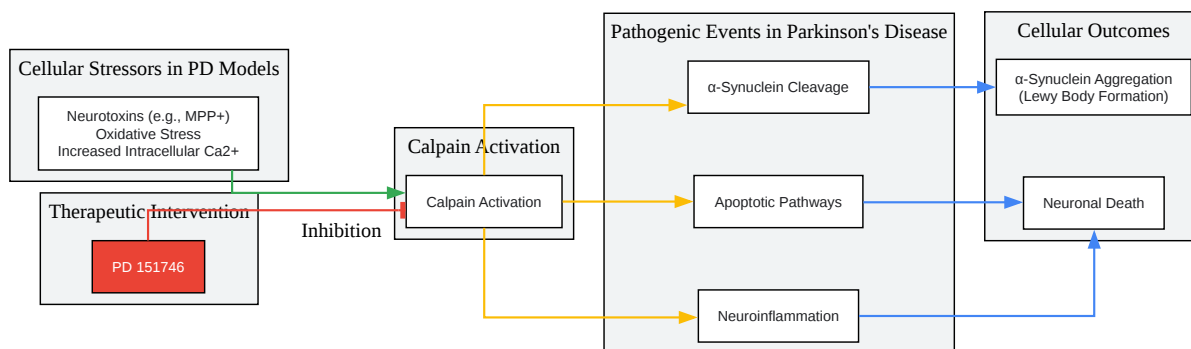 Cellular Stressors in PD Models
Neurotoxins (e.g., MPP+)
Oxidative Stress
Increased Intracellular Ca2+
Therapeutic Intervention
PD 151746
Inhibition
Calpain Activation
Calpain Activation
Pathogenic Events in Parkinson's Disease
α-Synuclein Cleavage
Apoptotic Pathways
Neuroinflammation
Cellular Outcomes
α-Synuclein Aggregation
(Lewy Body Formation)
Neuronal Death